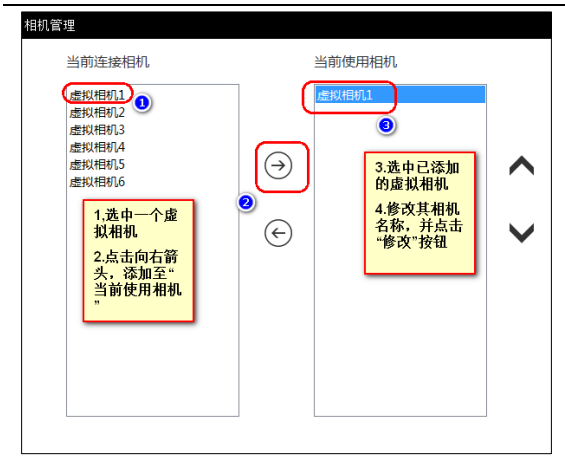 相机管理
当前连接相机
当前使用相机
虚拟相机1
虚拟相机2
虚拟相机3
虚拟相机4
虚拟相机5
虚拟相机6
1
虚拟相机1
3
2
1,选中一个虚
拟相机
2.点击向右箭
头，添加至“
当前使用相机
”
3.选中已添加
的虚拟相机
4.修改其相机
名称，并点击
“修改”按钮